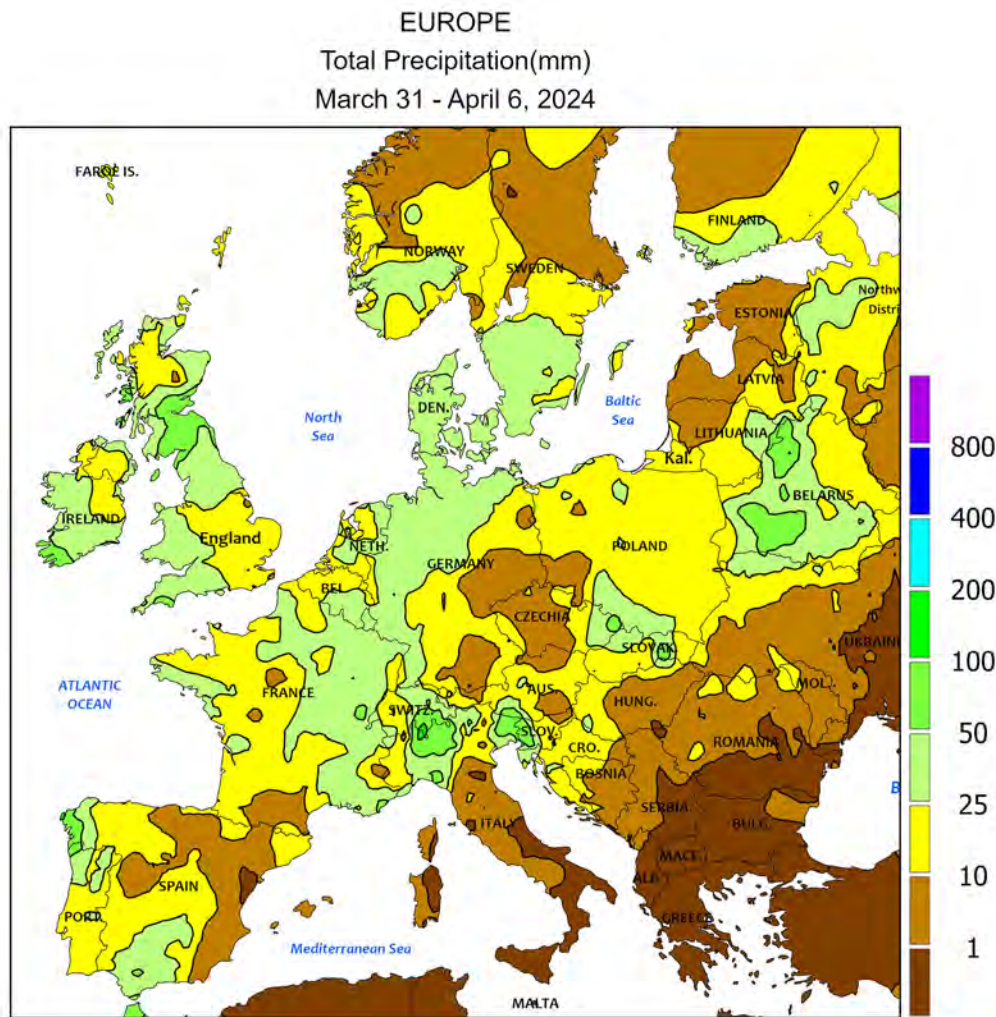 EUROPE
Total Precipitation(mm)
March 31 - April 6, 2024
FAROE IS.
FINLAND
NORWAY
SWEDEN
Northw
Distri
ESTONIA
LATVIA
DEN.
North
Sea
Baltic
Sea
LITHUANIA
Kal.
BELARUS
IRELAND
England
NETH.
POLAND
GERMANY
BEL.
CZECHIA
SLOVAK.
UKRAINE
ATLANTIC
OCEAN
FRANCE
AUS.
MOL.
SWITZ.
HUNG.
SLOV.
CRO.
ROMANIA
BOSNIA
B
SERBIA
ITALY
BULG.
MACE.
ALB.
SPAIN
PORT.
GREECE
Mediterranean Sea
MALTA
800
400
200
100
50
25
10
1